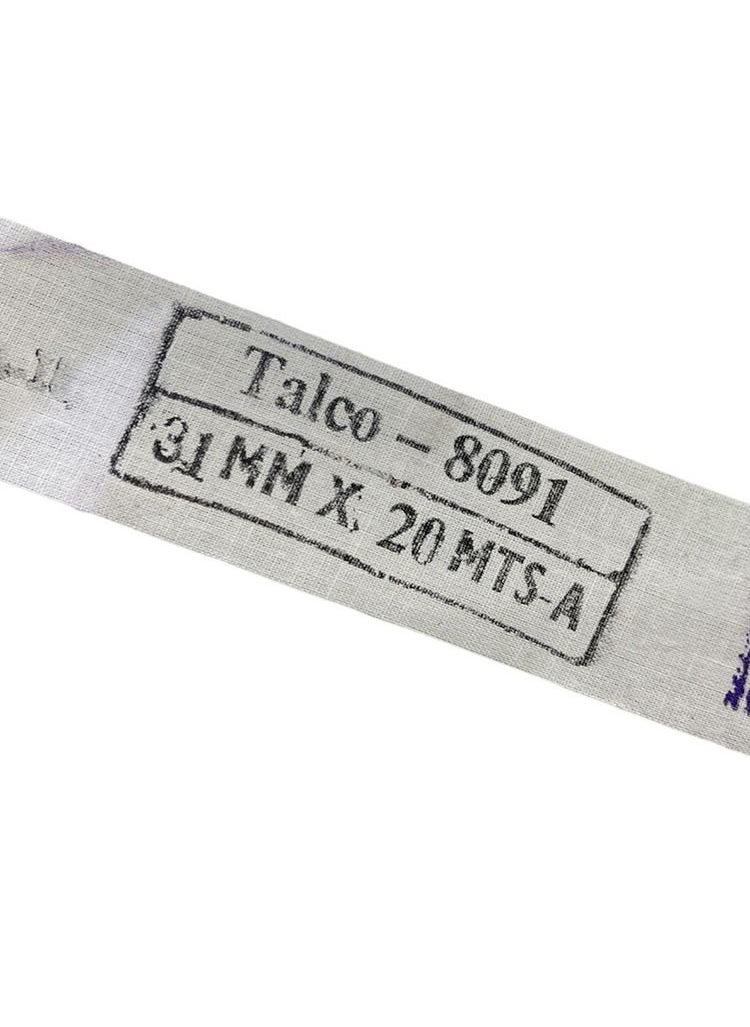 Talco - 8091
31 MM X. 20 MTS-A